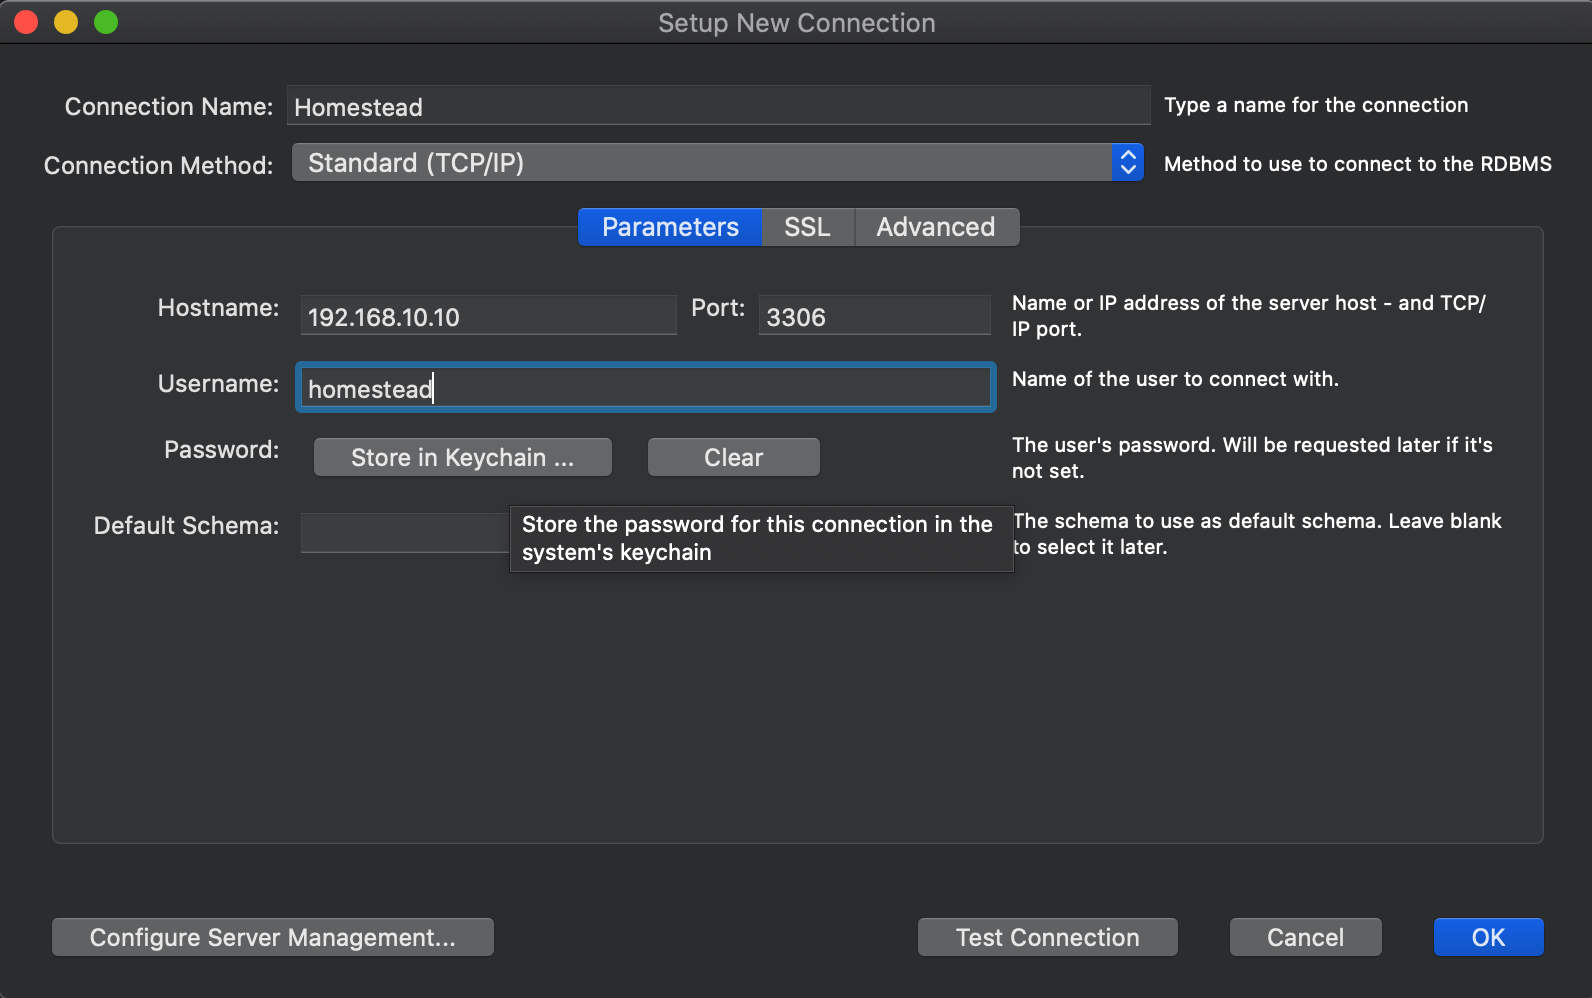 Setup New Connection
Connection Name: Homestead Type a name for the connection
Connection Method: Standard (TCP/IP) Method to use to connect to the RDBMS
Parameters SSL Advanced
Hostname: 192.168.10.10 Port: 3306 Name or IP address of the server host - and TCP/
IP port.
Username: homestead Name of the user to connect with.
Password: Store in Keychain ... Clear The user's password. Will be requested later if it's
not set.
Default Schema: The schema to use as default schema. Leave blank
to select it later.
Store the password for this connection in the
system's keychain
Configure Server Management... Test Connection Cancel OK